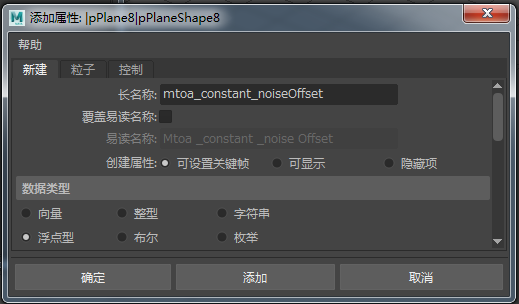 添加属性: |pPlane8|pPlaneShape8
帮助
新建 粒子 控制
长名称: mtoa_constant_noiseOffset
覆盖易读名称:
易读名称: Mtoa _constant _noise Offset
创建属性: 可设置关键帧 可显示 隐藏项
数据类型
向量 整型 字符串
浮点型 布尔 枚举
确定 添加 取消